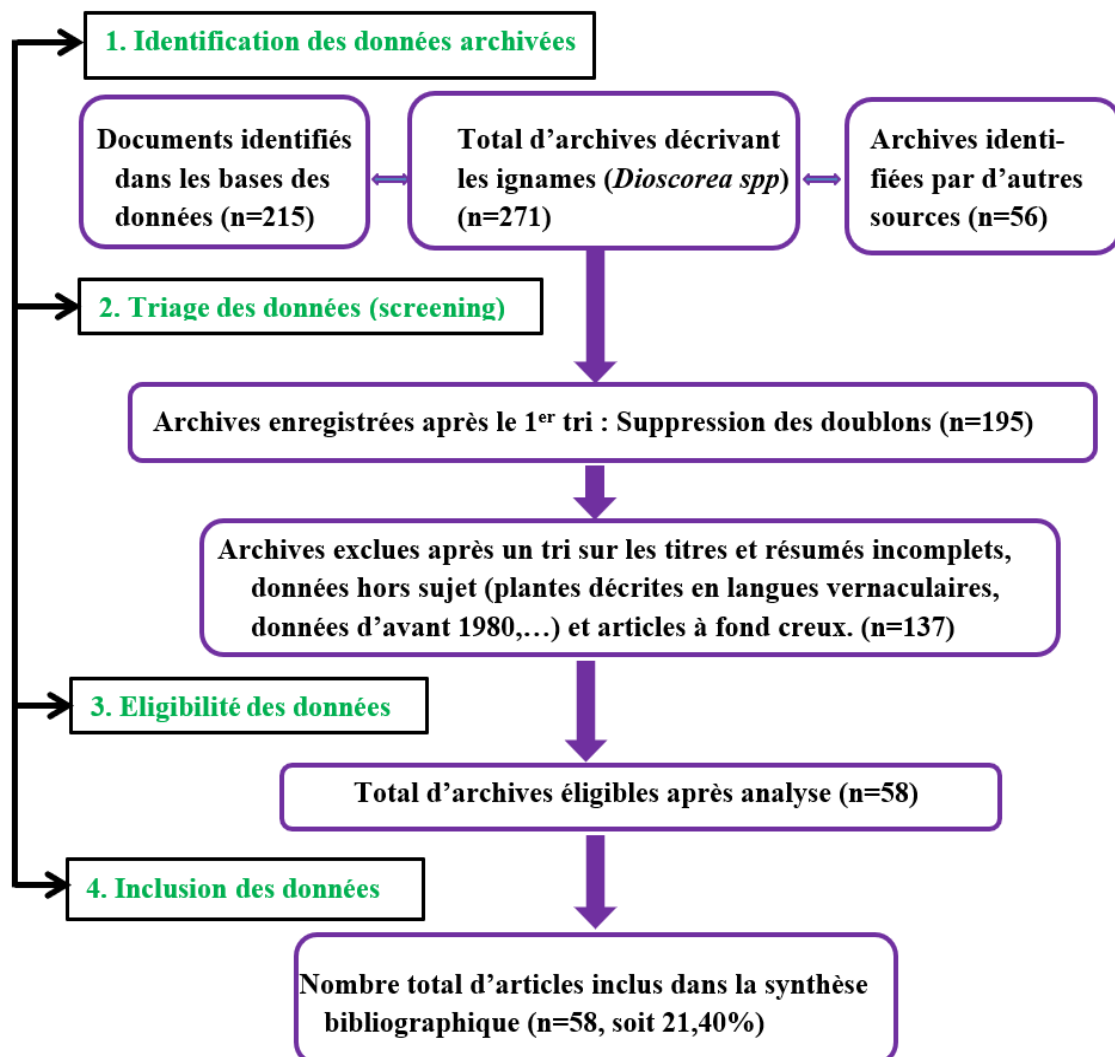 1. Identification des données archivées
Documents identifiés
dans les bases des
données (n=215)
Total d’archives décrivant
les ignames (Dioscorea spp)
(n=271)
Archives identi-
fiées par d’autres
sources (n=56)
2. Triage des données (screening)
Archives enregistrées après le 1er tri : Suppression des doublons (n=195)
Archives exclues après un tri sur les titres et résumés incomplets,
données hors sujet (plantes décrites en langues vernaculaires,
données d’avant 1980,…) et articles à fond creux. (n=137)
3. Eligibilité des données
Total d’archives éligibles après analyse (n=58)
4. Inclusion des données
Nombre total d’articles inclus dans la synthèse
bibliographique (n=58, soit 21,40%)